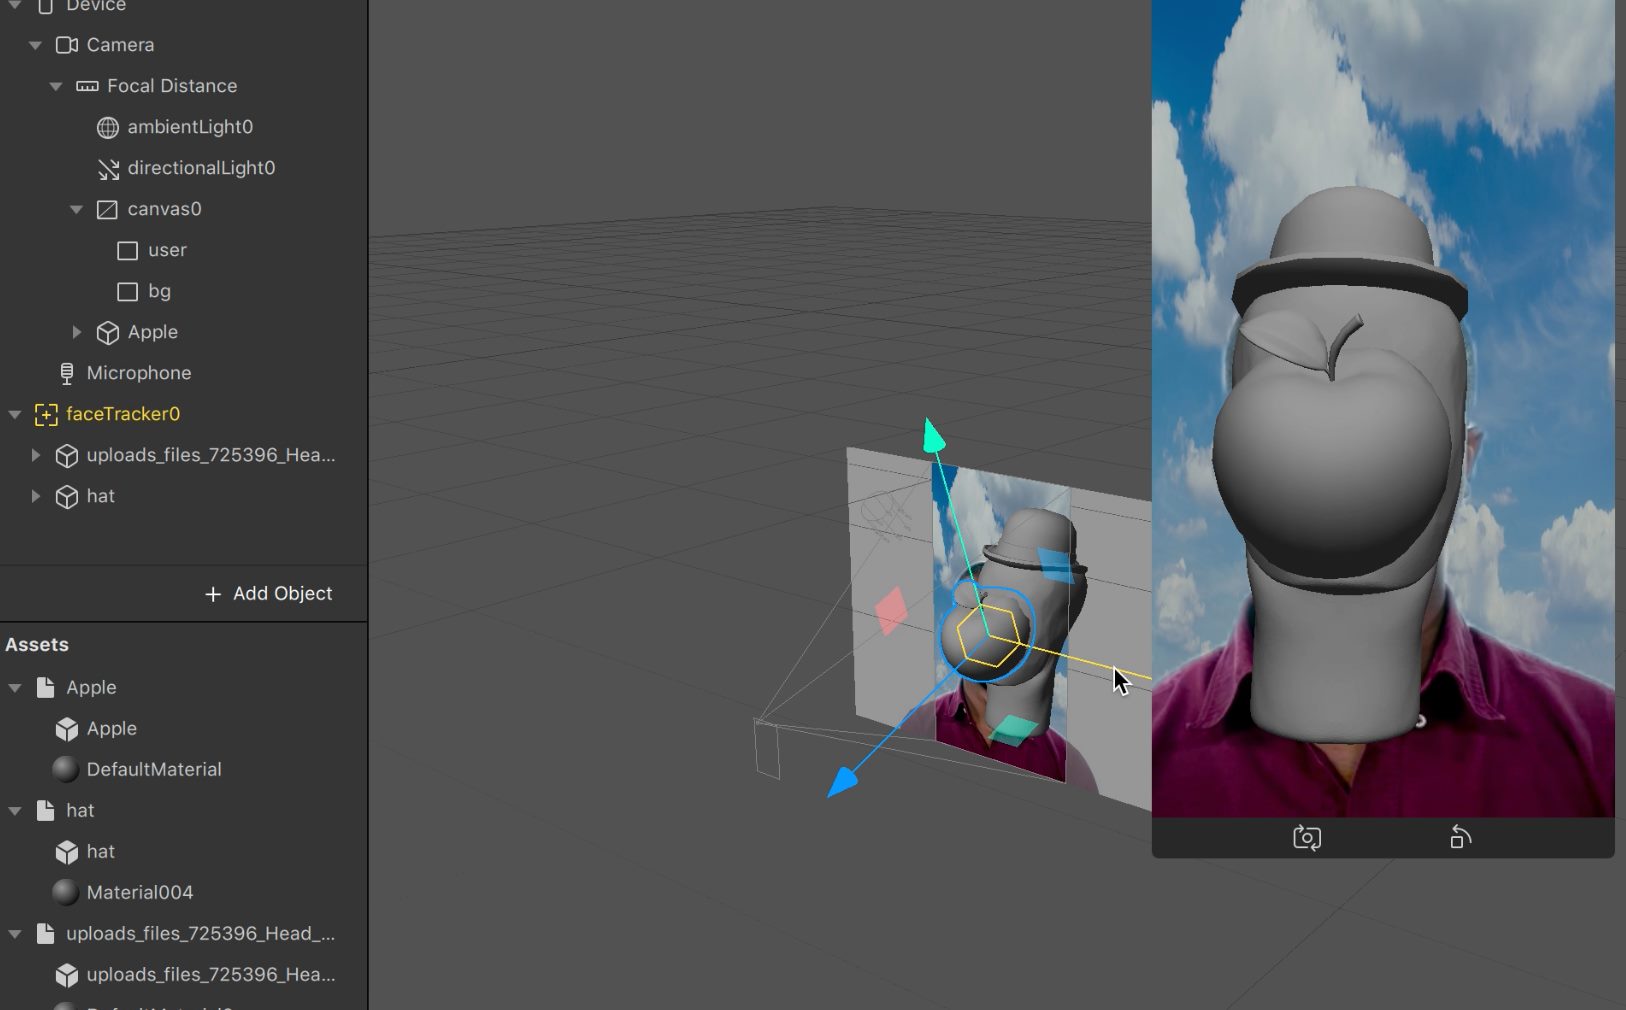 Device
Camera
Focal Distance
ambientLight0
directionalLight0
canvas0
user
bg
Apple
Microphone
faceTracker0
uploads_files_725396_Hea...
hat
+ Add Object
Assets
Apple
Apple
DefaultMaterial
hat
hat
Material004
uploads_files_725396_Head_...
uploads_files_725396_Hea...